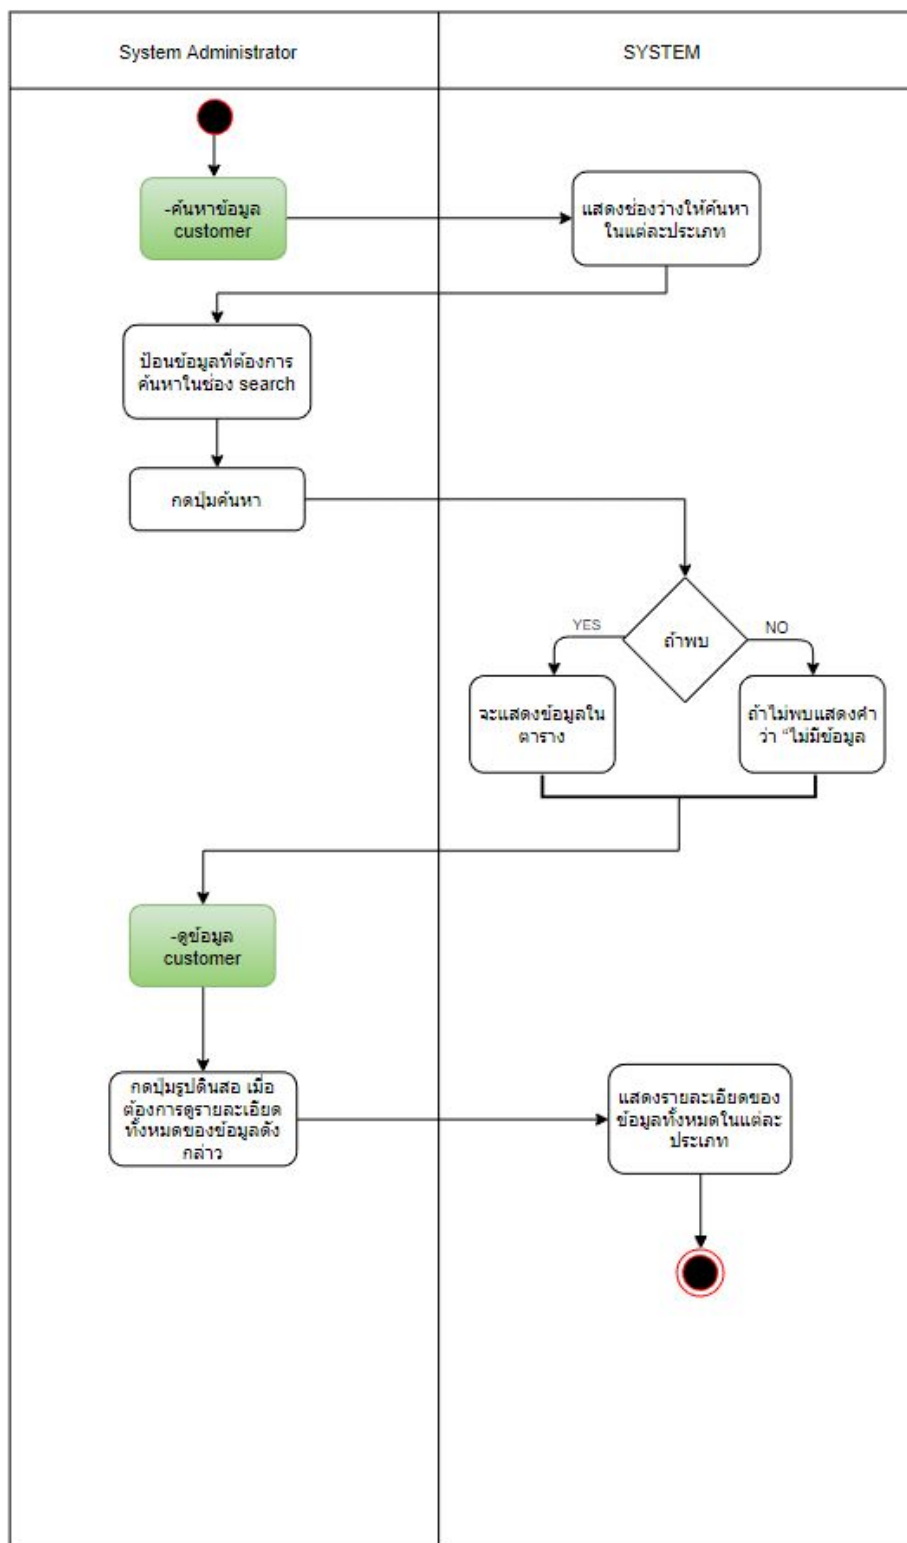 System Administrator
SYSTEM
-ค้นหาข้อมูล
customer
แสดงช่องว่างให้ค้นหา
ในแต่ละประเภท
ป้อนข้อมูลที่ต้องการ
ค้นหาในช่อง search
กดปุ่มค้นหา
ถ้าพบ
YES
NO
จะแสดงข้อมูลใน
ตาราง
ถ้าไม่พบแสดงคำ
ว่า “ไม่มีข้อมูล
-ดูข้อมูล
customer
กดปุ่มรูปดินสอ เมื่อ
ต้องการดูรายละเอียด
ทั้งหมดของข้อมูลดัง
กล่าว
แสดงรายละเอียดของ
ข้อมูลทั้งหมดในแต่ละ
ประเภท